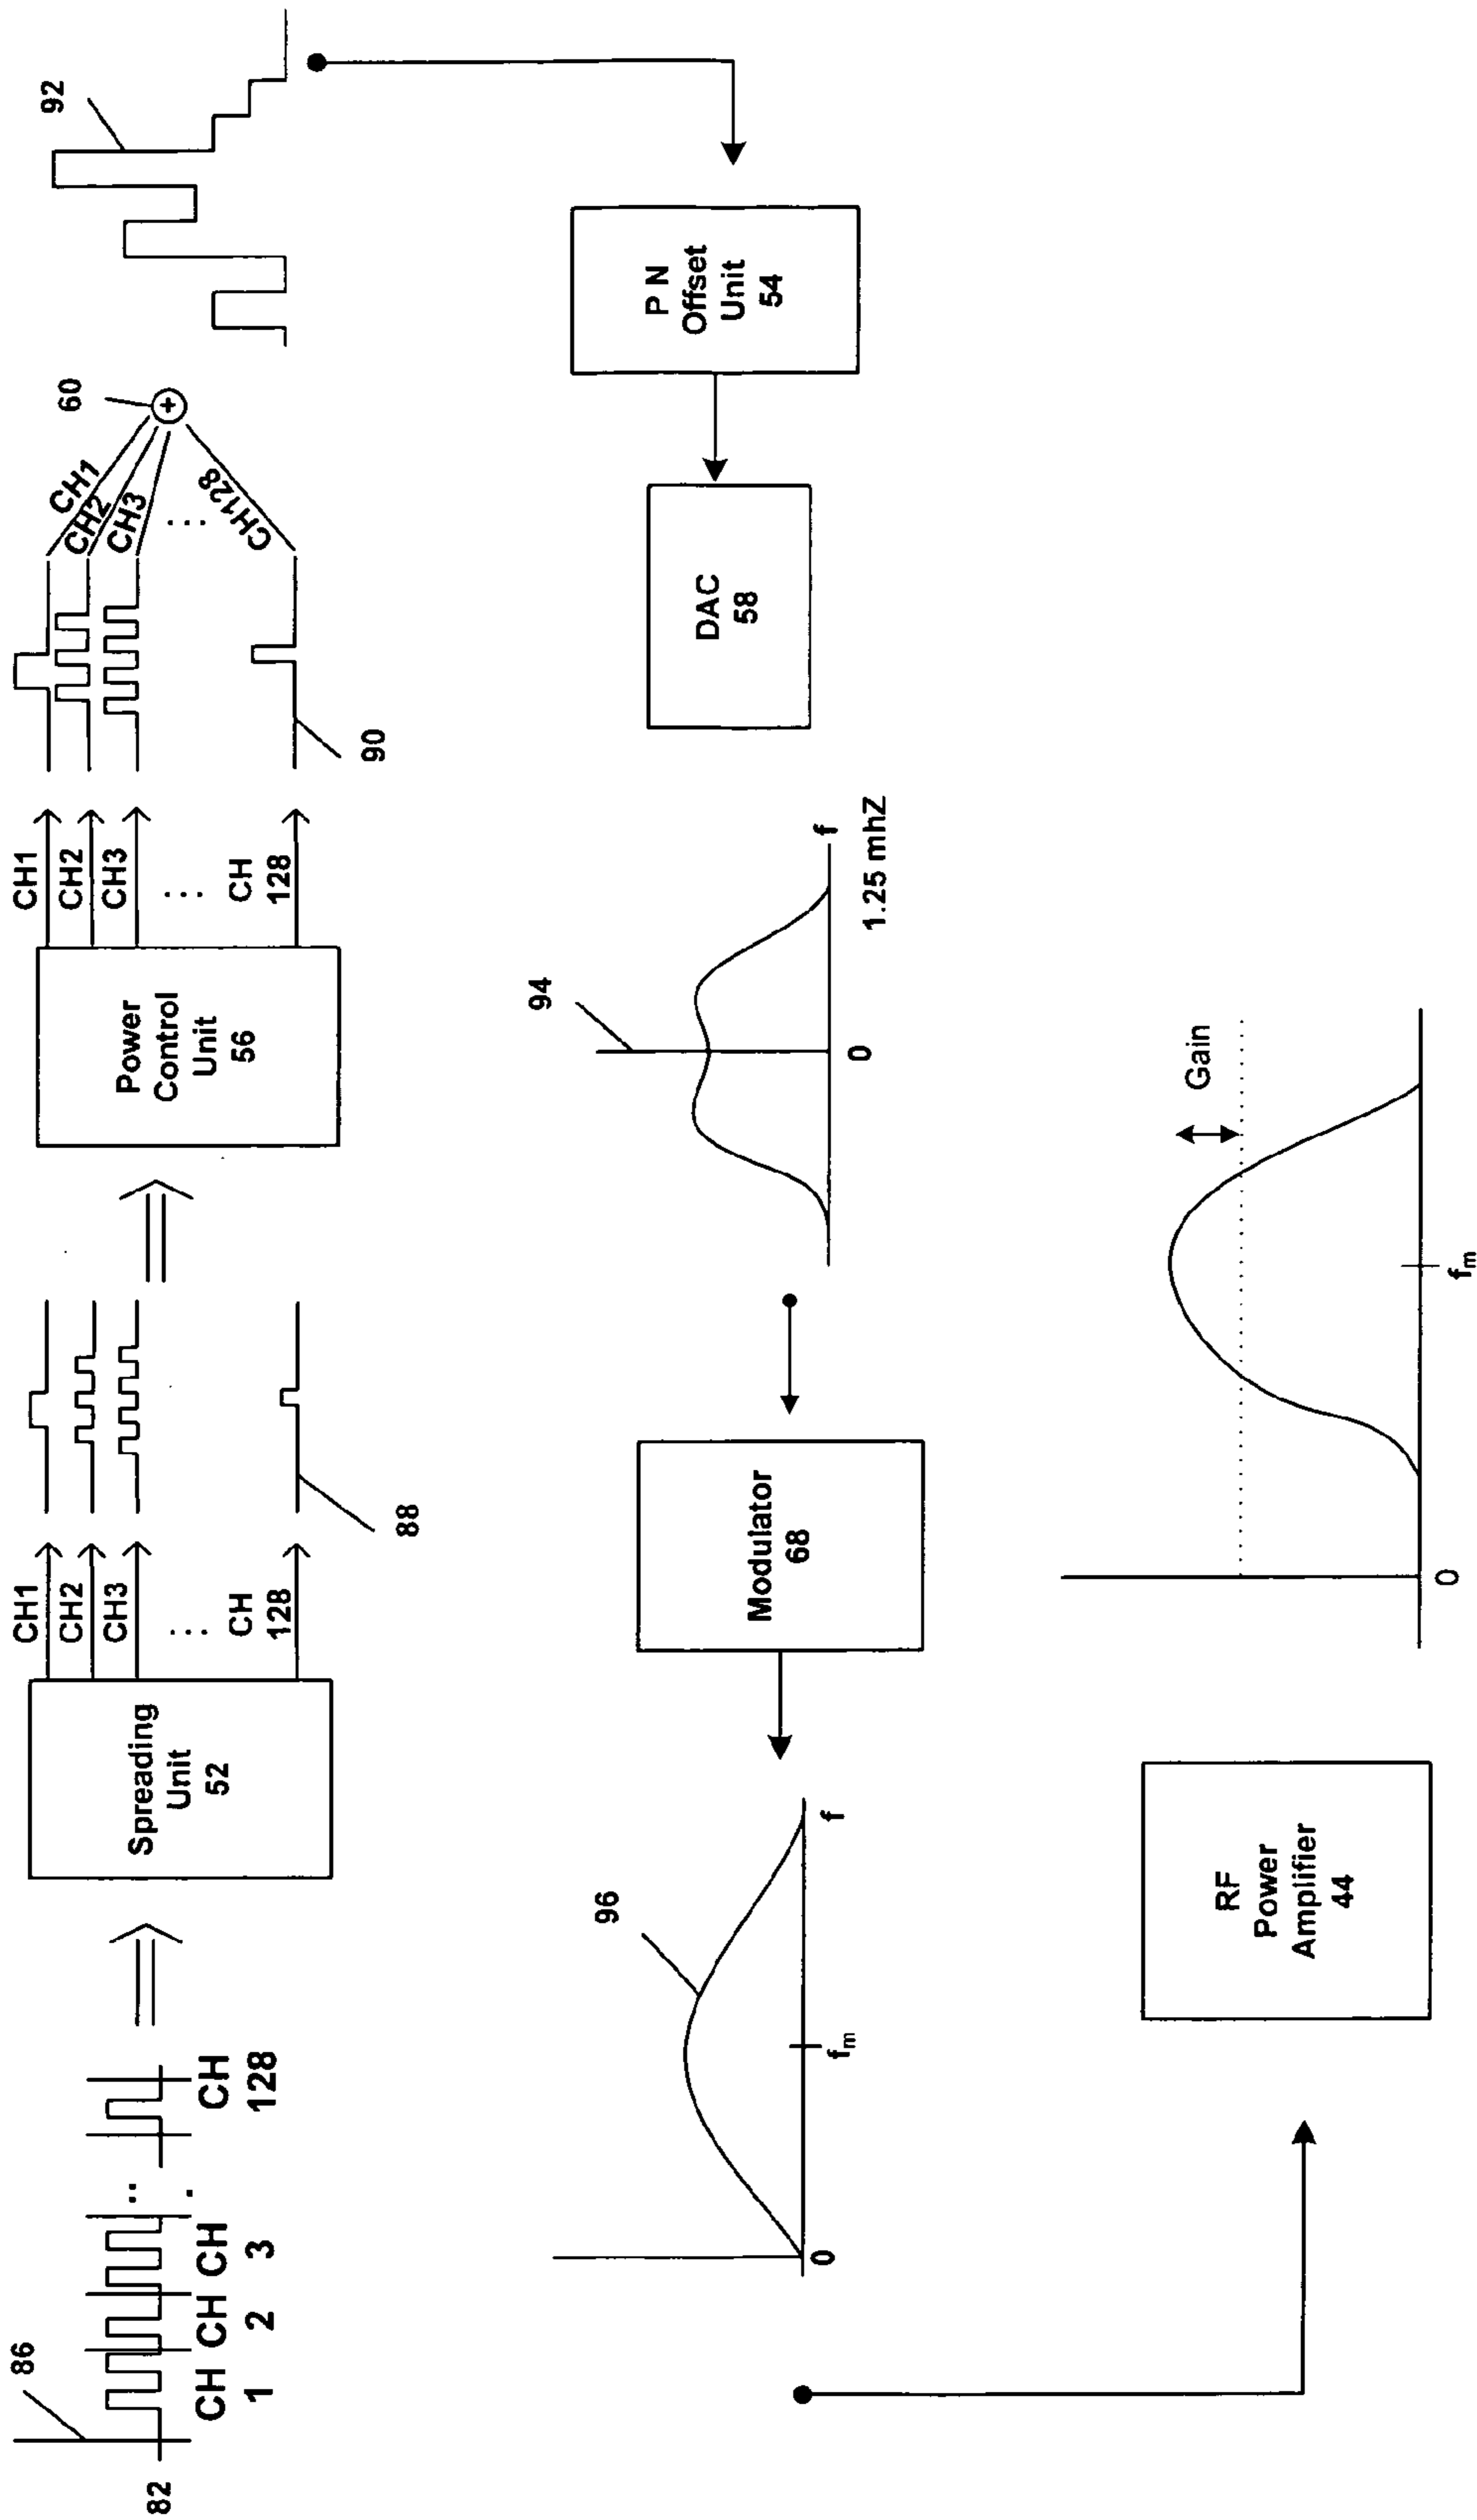 82
86
CH CH CH
1 2 3
: .
CH
128
Spreading
Unit
52
CH1
CH2
CH3
...
CH
128
88
Power
Control
Unit
56
CH1
CH2
CH3
...
CH
128
90
CH1
CH2
CH3
...
CH128
60
+
92
P N
Offset
Unit
54
DAC
58
94
0
f
1.25 mhZ
Modulator
68
96
0
fm
f
RF
Power
Amplifier
44
Gain
0
fm